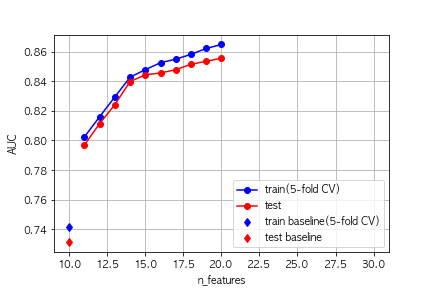 0.86
0.84
0.82
0.80
0.78
0.76
0.74
AUC
train(5-fold CV)
test
train baseline(5-fold CV)
test baseline
10.0 12.5 15.0 17.5 20.0 22.5 25.0 27.5 30.0
n_features